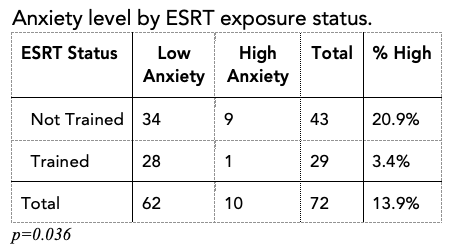 Anxiety level by ESRT exposure status.
ESRT Status Low Anxiety High Anxiety Total % High
Not Trained 34 9 43 20.9%
Trained 28 1 29 3.4%
Total 62 10 72 13.9%
p=0.036